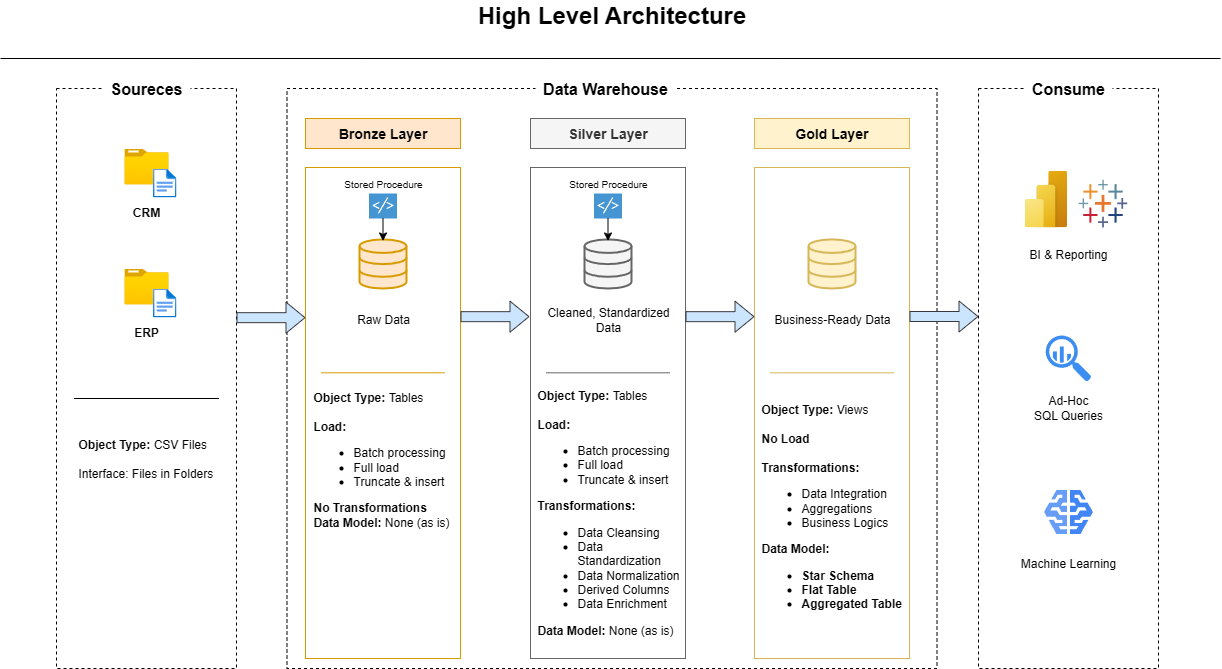 High Level Architecture
Soureces
CRM
ERP
Object Type: CSV Files
Interface: Files in Folders
Data Warehouse
Bronze Layer
Stored Procedure
</>
Raw Data
Object Type: Tables
Load:
• Batch processing
• Full load
• Truncate & insert
No Transformations
Data Model: None (as is)
Silver Layer
Stored Procedure
</>
Cleaned, Standardized
Data
Object Type: Tables
Load:
• Batch processing
• Full load
• Truncate & insert
Transformations:
• Data Cleansing
• Data
Standardization
• Data Normalization
• Derived Columns
• Data Enrichment
Data Model: None (as is)
Gold Layer
Business-Ready Data
Object Type: Views
No Load
Transformations:
• Data Integration
• Aggregations
• Business Logics
Data Model:
• Star Schema
• Flat Table
• Aggregated Table
Consume
BI & Reporting
Ad-Hoc
SQL Queries
Machine Learning